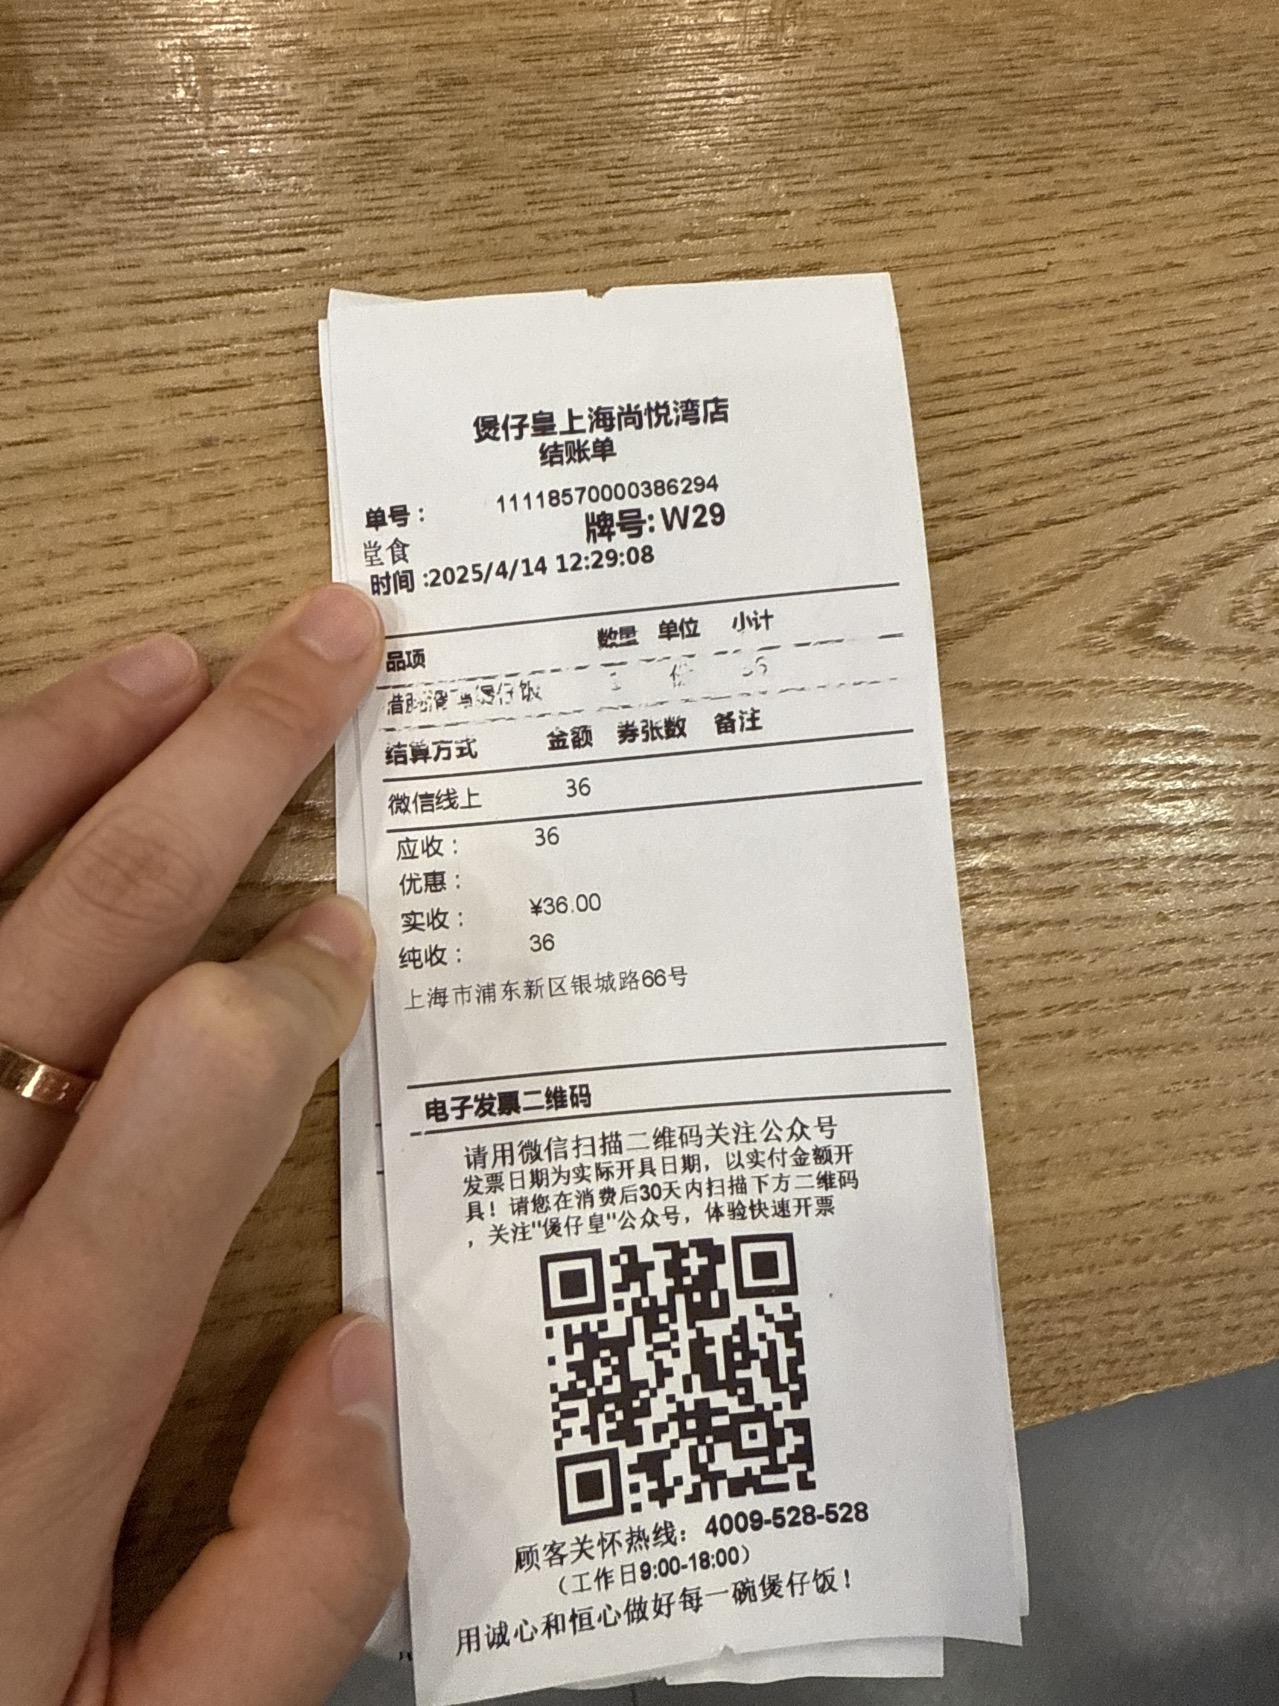 煲仔皇上海尚悦湾店
结账单
单号： 11118570000386294
牌号: W29
堂食
时间 :2025/4/14 12:29:08
品项 数量 单位 小计
煲仔饭 份
结算方式 金额 券张数 备注
微信线上 36
应收： 36
优惠：
实收： ¥36.00
纯收： 36
上海市浦东新区银城路66号
电子发票二维码
请用微信扫描二维码关注公众号
发票日期为实际开具日期，以实付金额开
具！请您在消费后30天内扫描下方二维码
，关注"煲仔皇"公众号，体验快速开票
顾客关怀热线：4009-528-528
（工作日9:00-18:00）
用诚心和恒心做好每一碗煲仔饭！